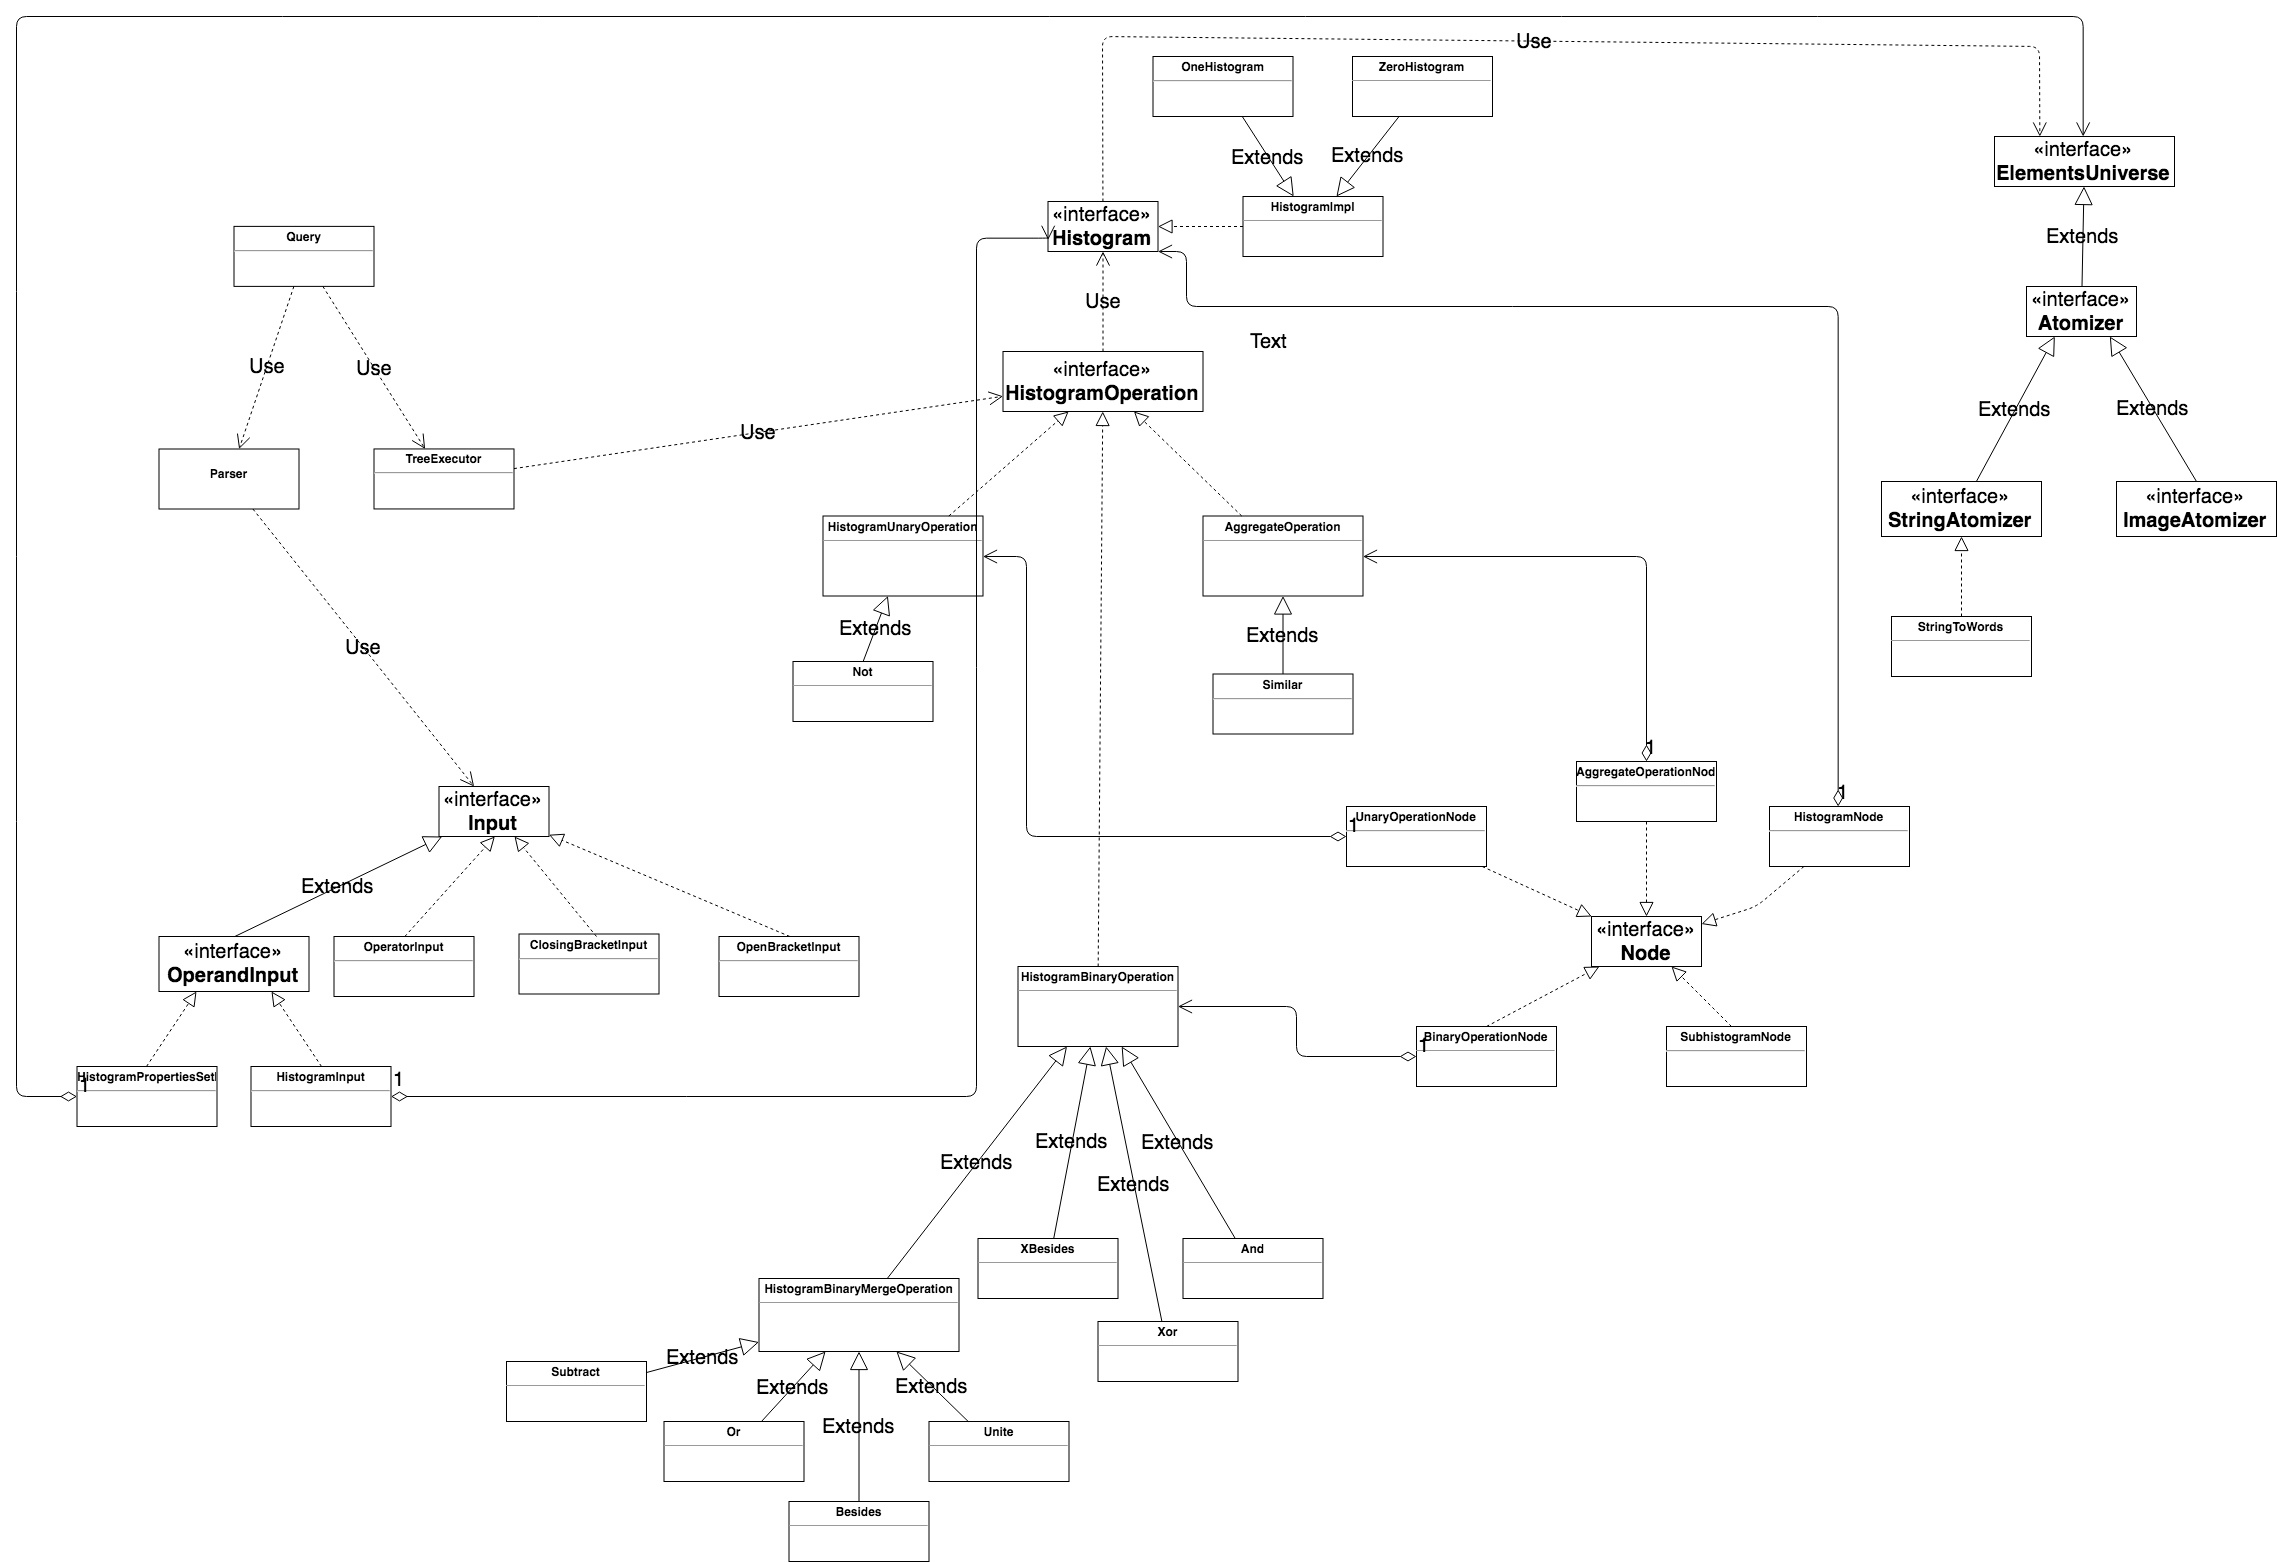 Use
OneHistogram
ZeroHistogram
«interface»
ElementsUniverse
Extends
Extends
«interface»
Histogram
HistogramImpl
Query
Extends
«interface»
Atomizer
Use
Text
Use
Use
«interface»
HistogramOperation
Extends
Extends
Use
Parser
TreeExecutor
«interface»
StringAtomizer
«interface»
ImageAtomizer
HistogramUnaryOperation
AggregateOperation
Extends
Extends
StringToWords
Use
Not
Similar
1
AggregateOperationNod
1
«interface»
Input
1
UnaryOperationNode
HistogramNode
Extends
«interface»
OperandInput
OperatorInput
ClosingBracketInput
OpenBracketInput
«interface»
Node
HistogramBinaryOperation
1
BinaryOperationNode
SubhistogramNode
HistogramPropertiesSetI
1
HistogramInput
1
Extends
Extends
Extends
Extends
XBesides
And
HistogramBinaryMergeOperation
Xor
Extends
Subtract
Extends
Extends
Extends
Or
Unite
Besides